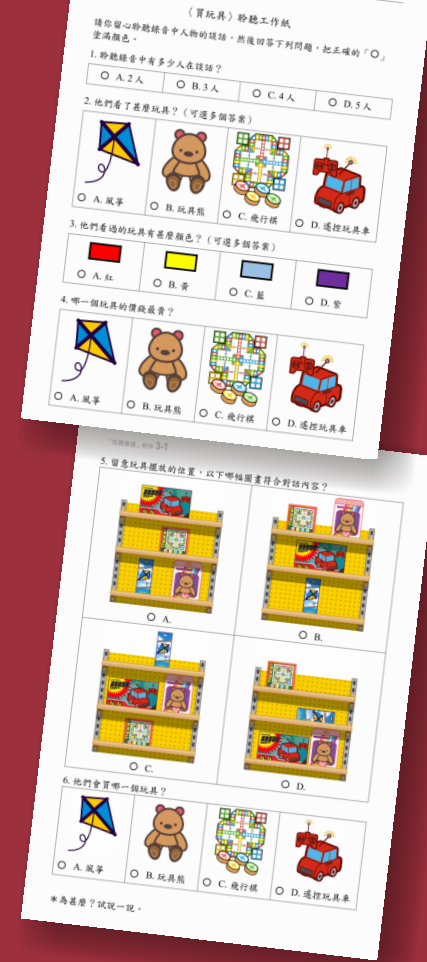 〈買玩具〉聆聽工作紙
請你留心聆聽錄音中人物的談話，然後回答下列問題，把正確的「〇」
塗滿顏色。
1. 聆聽錄音中有多少人在談話？
〇 A. 2 人 〇 B. 3 人 〇 C. 4 人 〇 D. 5 人
2. 他們看了甚麼玩具？（可選多個答案）
〇 A. 風箏 〇 B. 玩具熊 〇 C. 飛行棋 〇 D. 遙控玩具車
3. 他們看過的玩具有甚麼顏色？（可選多個答案）
〇 A. 紅 〇 B. 黃 〇 C. 藍 〇 D. 紫
4. 哪一個玩具的價錢最貴？
〇 A. 風箏 〇 B. 玩具熊 〇 C. 飛行棋 〇 D. 遙控玩具車
3-1
5. 留意玩具擺放的位置，以下哪幅圖畫符合對話內容？
〇 A. 〇 B.
〇 C. 〇 D.
6. 他們會買哪一個玩具？
〇 A. 風箏 〇 B. 玩具熊 〇 C. 飛行棋 〇 D. 遙控玩具車
＊為甚麼？試說一說。